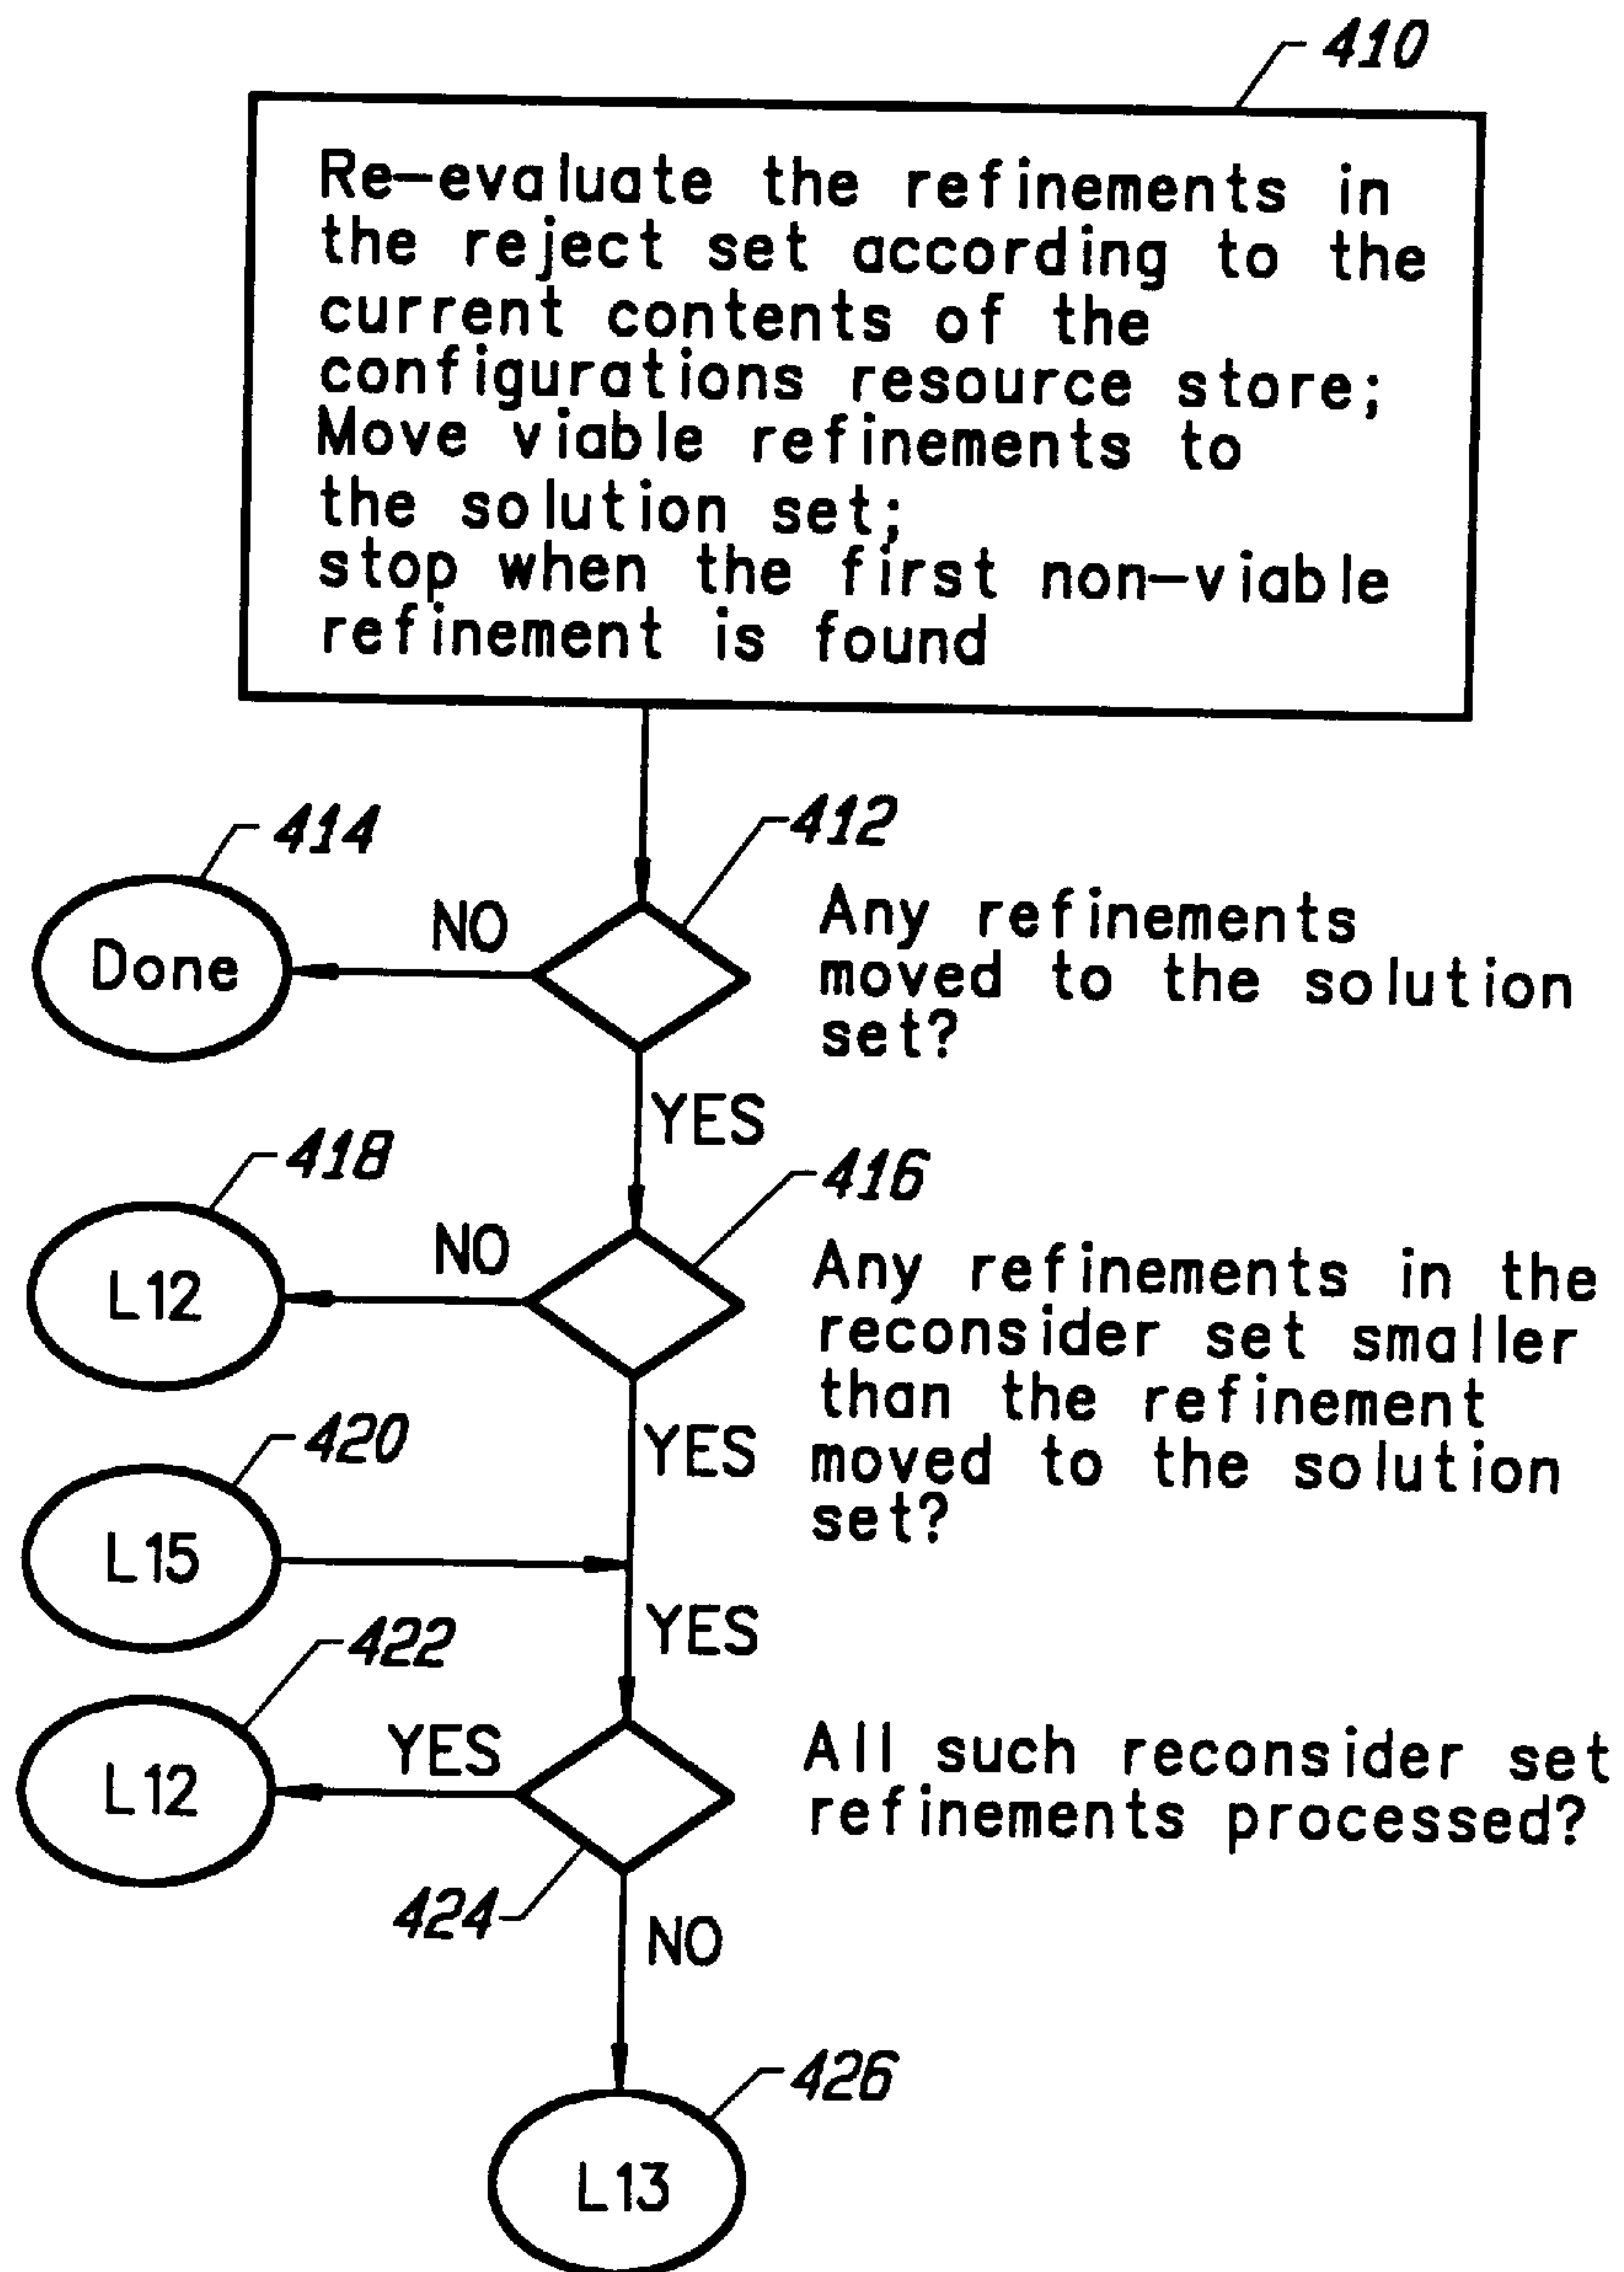 410
Re-evaluate the refinements in
the reject set according to the
current contents of the
configurations resource store;
Move viable refinements to
the solution set;
stop when the first non-viable
refinement is found
414
412
Done
NO
Any refinements
moved to the solution
set?
YES
418
416
L12
NO
Any refinements in the
reconsider set smaller
than the refinement
moved to the solution
set?
YES
420
L15
YES
422
L12
YES
All such reconsider set
refinements processed?
424
NO
426
L13